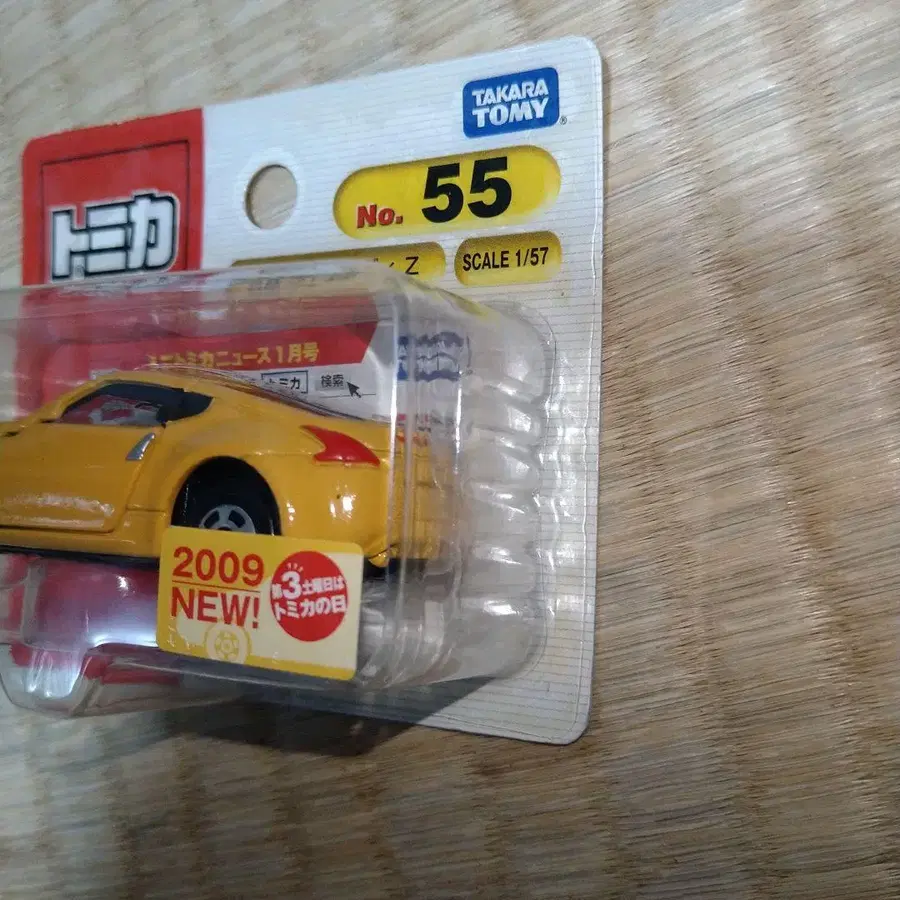 TAKARA
TOMY
®
No. 55
トミカ
Z
SCALE 1/57
トミカニュース1月号
トミカ 検索
2009
NEW!
第3土曜日は
トミカの日